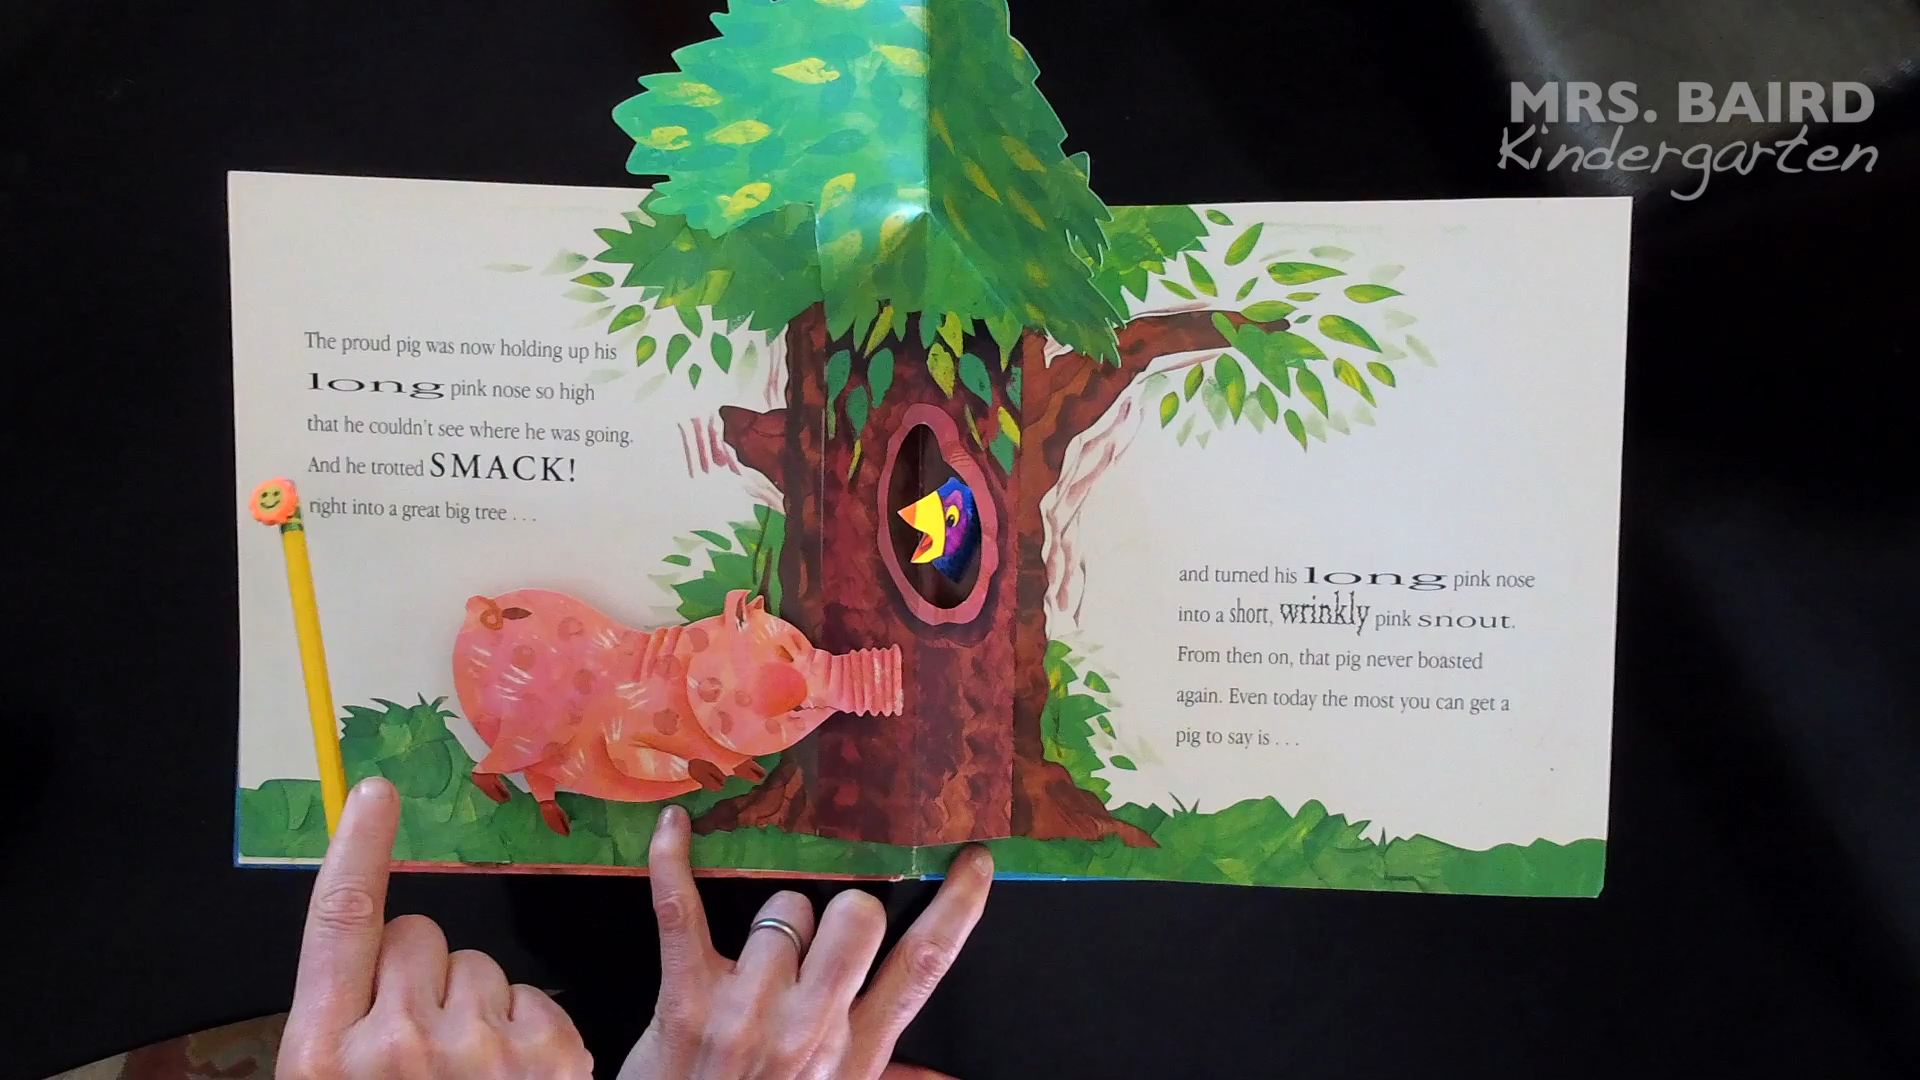 MRS. BAIRD
Kindergarten
The proud pig was now holding up his
long pink nose so high
that he couldn't see where he was going.
And he trotted SMACK!
right into a great big tree . . .
and turned his long pink nose
into a short, wrinkly pink snout.
From then on, that pig never boasted
again. Even today the most you can get a
pig to say is . . .